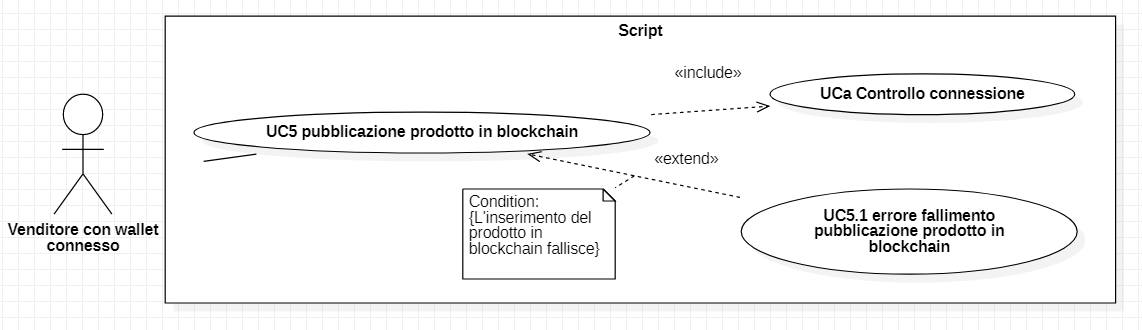 Script
«include»
UCa Controllo connessione
UC5 pubblicazione prodotto in blockchain
«extend»
Condition:
{L'inserimento del
prodotto in
blockchain fallisce}
UC5.1 errore fallimento
pubblicazione prodotto in
blockchain
Venditore con wallet
connesso